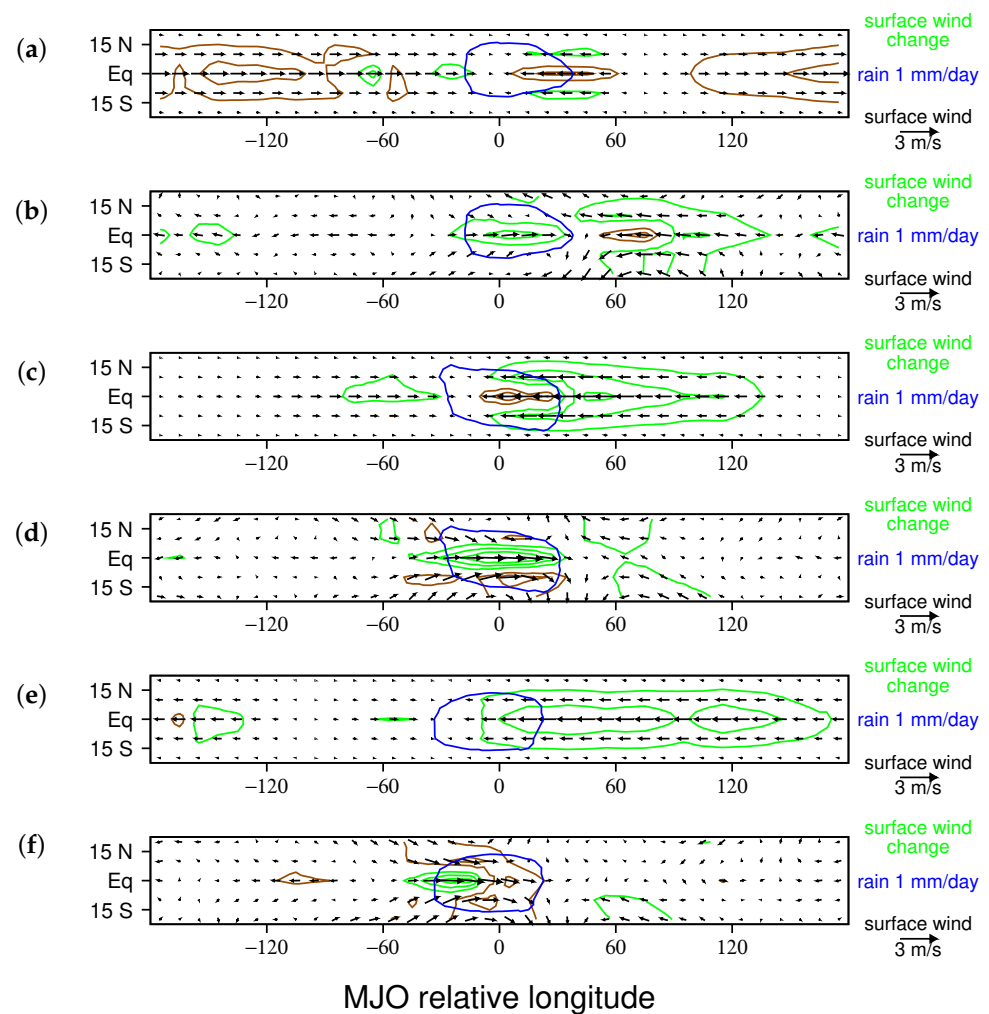 (a)
15 N
Eq
15 S
−120 −60 0 60 120
surface wind
change
rain 1 mm/day
surface wind
3 m/s
(b)
15 N
Eq
15 S
−120 −60 0 60 120
surface wind
change
rain 1 mm/day
surface wind
3 m/s
(c)
15 N
Eq
15 S
−120 −60 0 60 120
surface wind
change
rain 1 mm/day
surface wind
3 m/s
(d)
15 N
Eq
15 S
−120 −60 0 60 120
surface wind
change
rain 1 mm/day
surface wind
3 m/s
(e)
15 N
Eq
15 S
−120 −60 0 60 120
surface wind
change
rain 1 mm/day
surface wind
3 m/s
(f)
15 N
Eq
15 S
−120 −60 0 60 120
surface wind
change
rain 1 mm/day
surface wind
3 m/s
MJO relative longitude